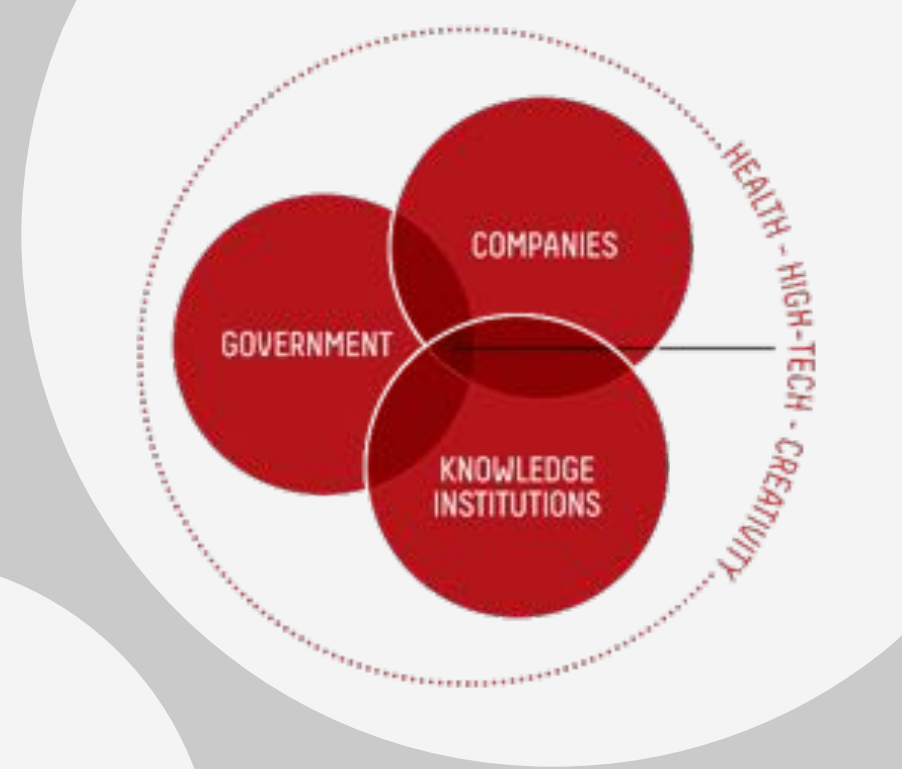 COMPANIES
GOVERNMENT
KNOWLEDGE
INSTITUTIONS
HEALTH - HIGH-TECH - CREATIVITY